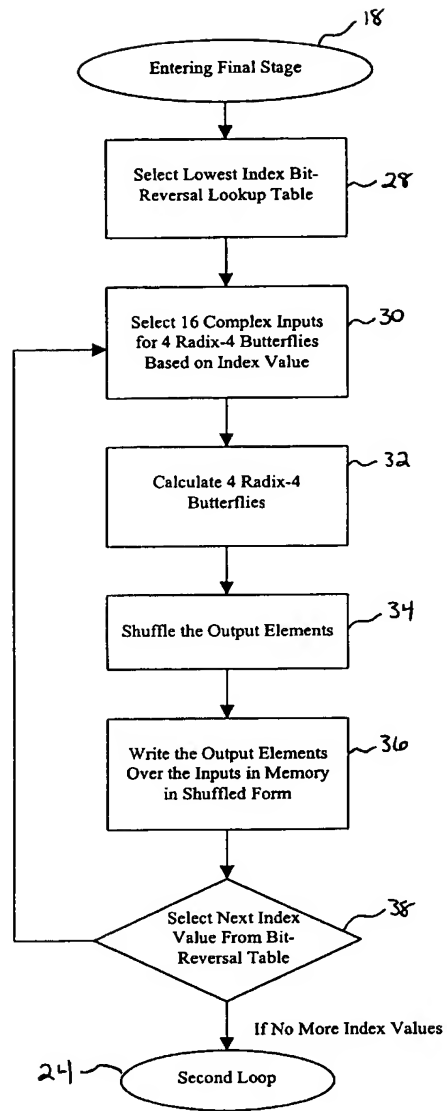 18
Entering Final Stage
Select Lowest Index Bit-
Reversal Lookup Table
28
Select 16 Complex Inputs
for 4 Radix-4 Butterflies
Based on Index Value
30
Calculate 4 Radix-4
Butterflies
32
Shuffle the Output Elements
34
Write the Output Elements
Over the Inputs in Memory
in Shuffled Form
36
Select Next Index
Value From Bit-
Reversal Table
38
If No More Index Values
24
Second Loop